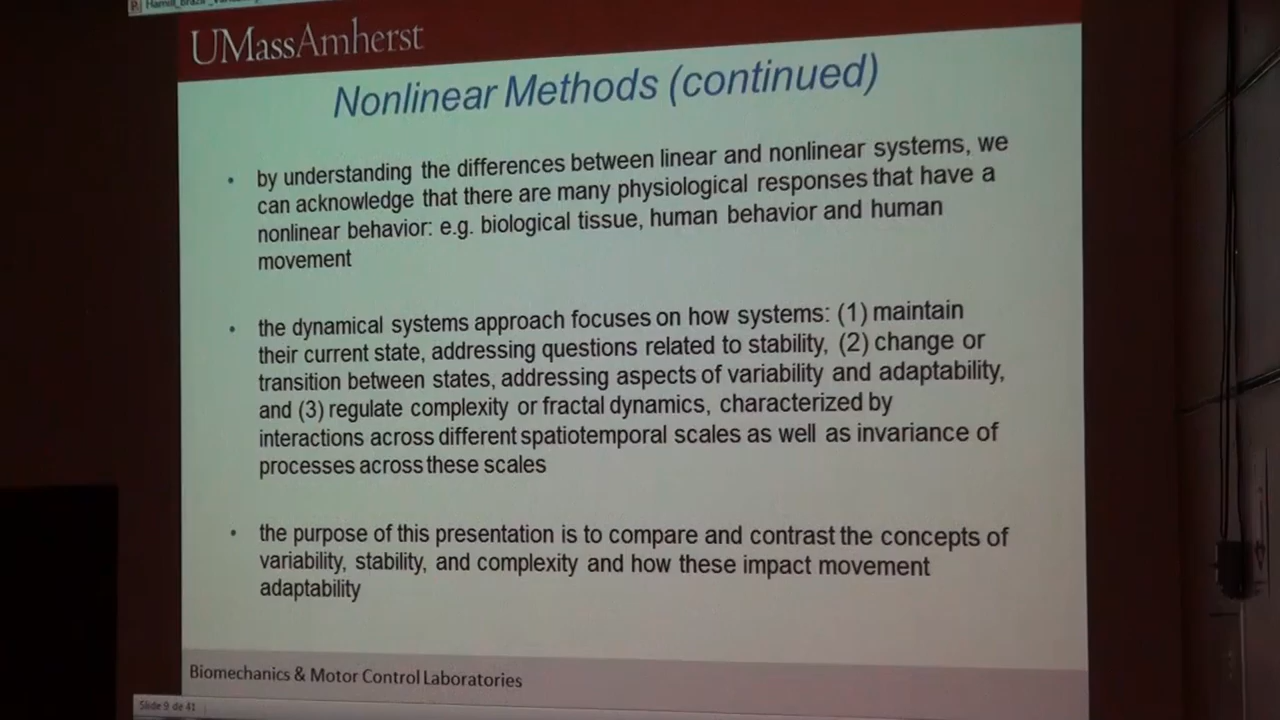 UMassAmherst
Nonlinear Methods (continued)
• by understanding the differences between linear and nonlinear systems, we
can acknowledge that there are many physiological responses that have a
nonlinear behavior: e.g. biological tissue, human behavior and human
movement
• the dynamical systems approach focuses on how systems: (1) maintain
their current state, addressing questions related to stability, (2) change or
transition between states, addressing aspects of variability and adaptability,
and (3) regulate complexity or fractal dynamics, characterized by
interactions across different spatiotemporal scales as well as invariance of
processes across these scales
• the purpose of this presentation is to compare and contrast the concepts of
variability, stability, and complexity and how these impact movement
adaptability
Biomechanics & Motor Control Laboratories
Slide 9 de 41